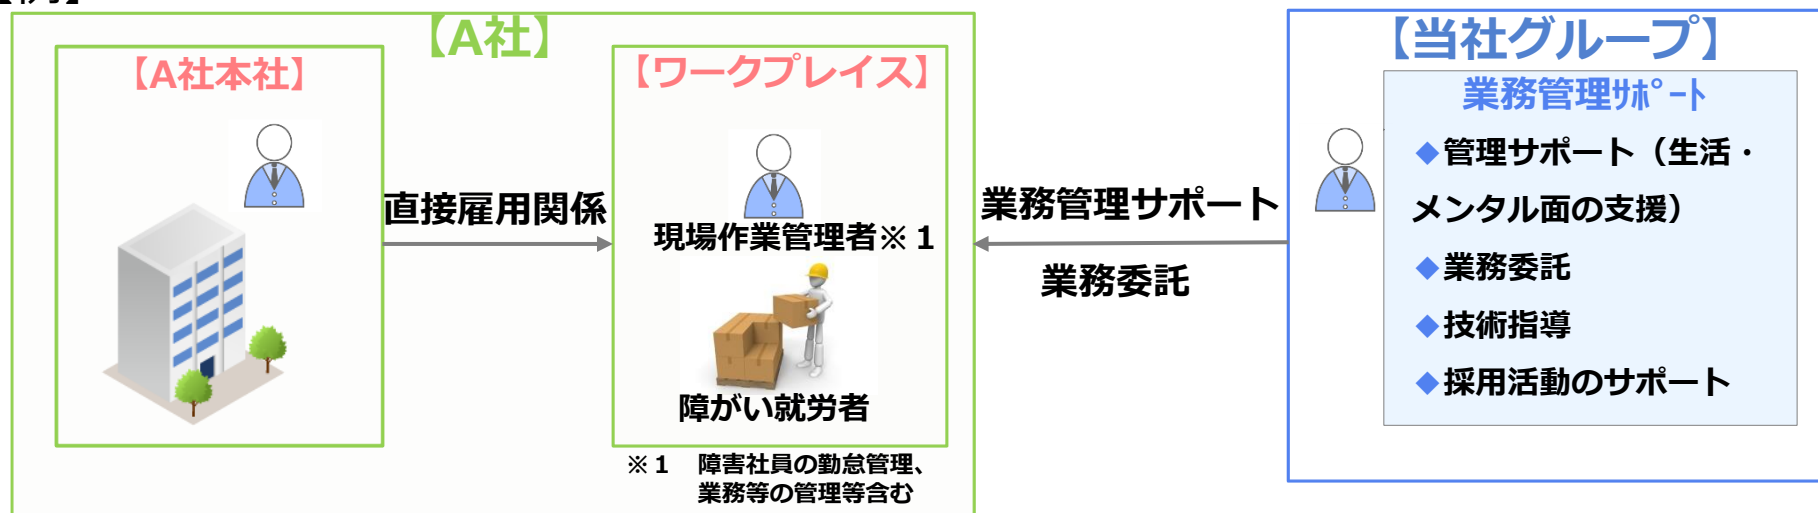 【A社】
【A社本社】
直接雇用関係
【ワークプレイス】
現場作業管理者※１
障がい就労者
※１ 障害社員の勤怠管理、
業務等の管理等含む
業務管理サポート
業務委託
【当社グループ】
業務管理ｻﾎﾟｰﾄ
◆管理サポート（生活・
メンタル面の支援）
◆業務委託
◆技術指導
◆採用活動のサポート